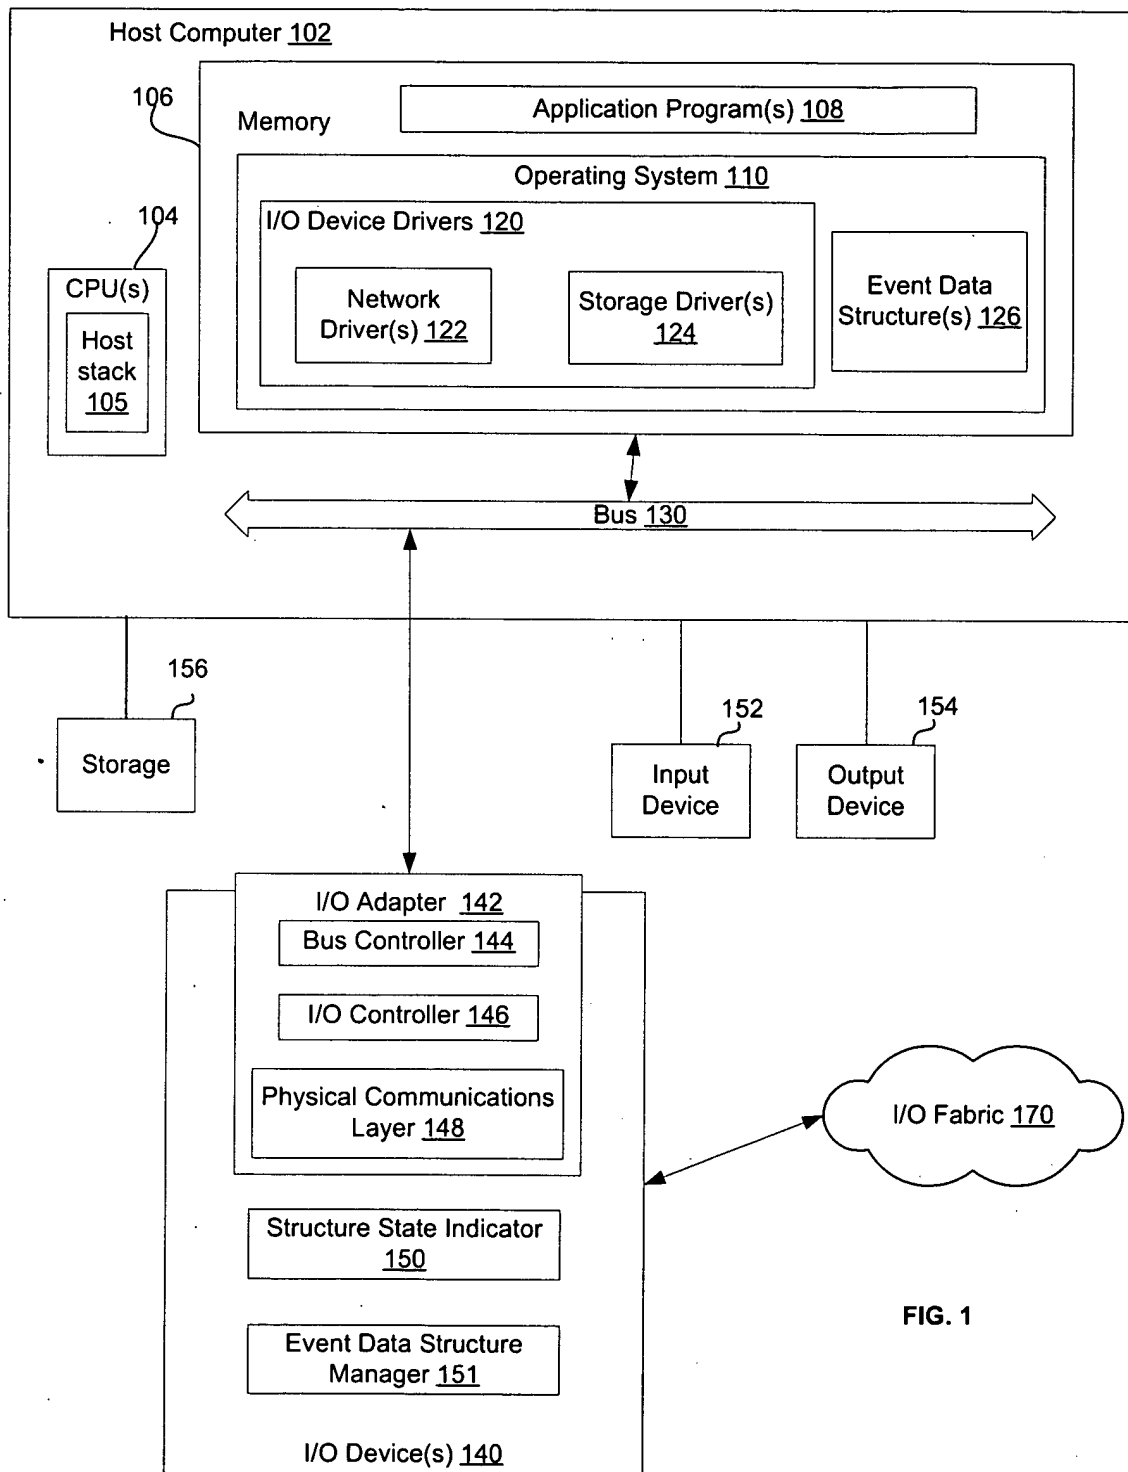 Host Computer 102
106
Memory
Application Program(s) 108
Operating System 110
I/O Device Drivers 120
104
CPU(s)
Host
stack
105
Network
Driver(s) 122
Storage Driver(s)
124
Event Data
Structure(s) 126
Bus 130
156
Storage
152
Input
Device
154
Output
Device
I/O Adapter 142
Bus Controller 144
I/O Controller 146
Physical Communications
Layer 148
I/O Fabric 170
Structure State Indicator
150
FIG. 1
Event Data Structure
Manager 151
I/O Device(s) 140